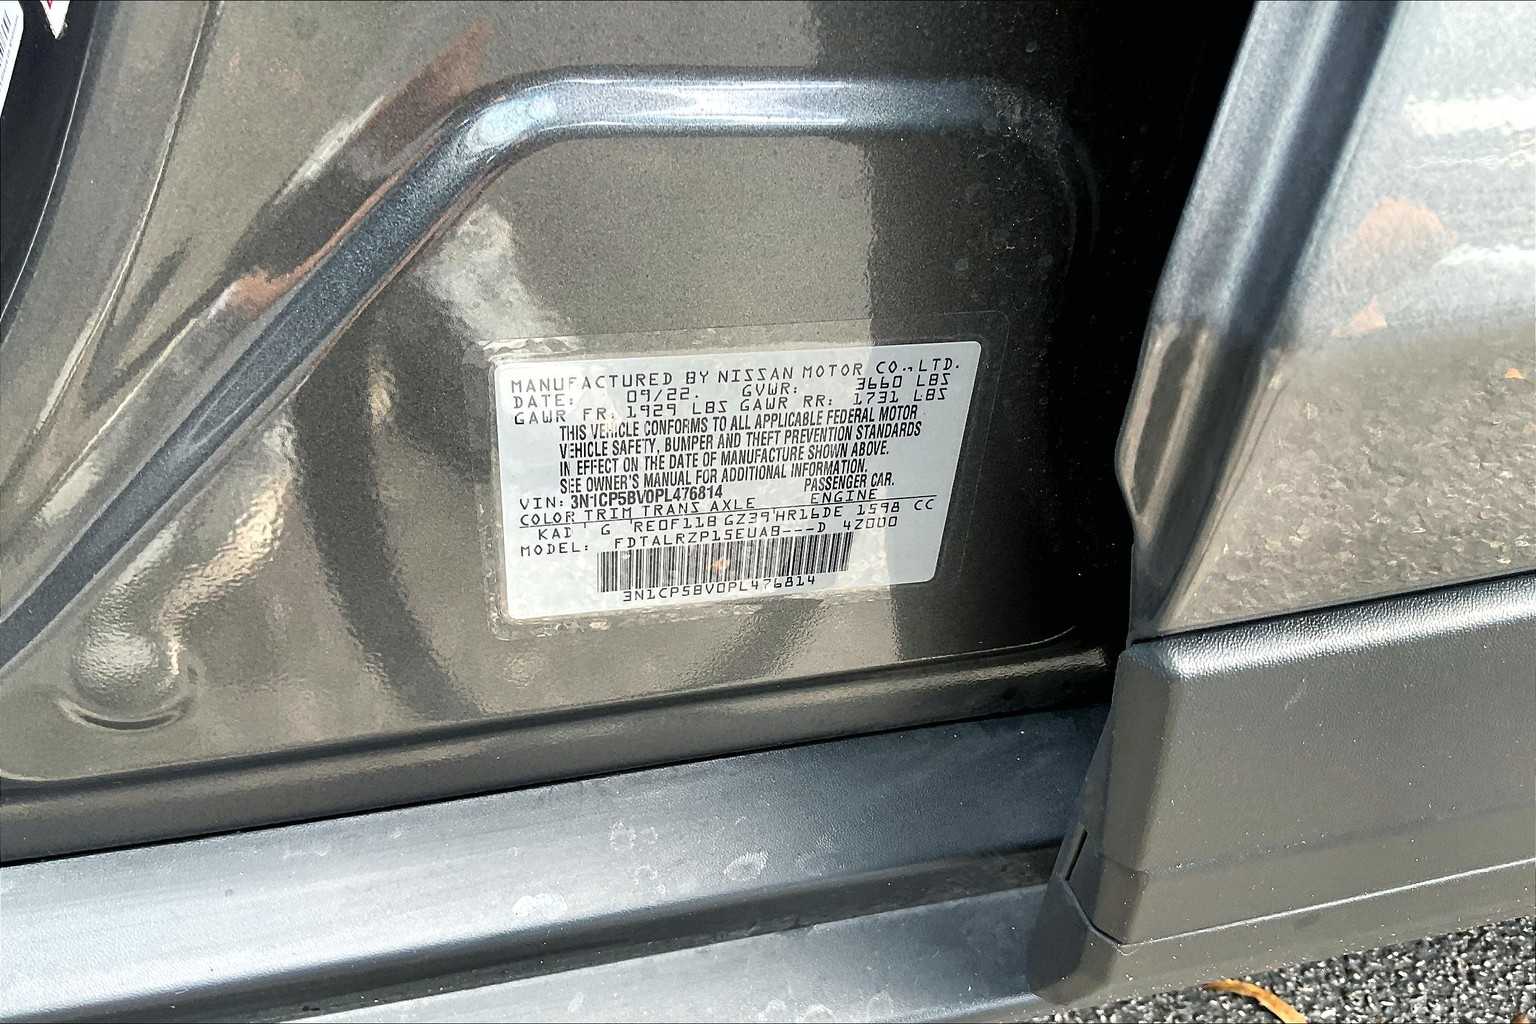 MANUFACTURED BY NISSAN MOTOR CO., LTD.
DATE: 09/22. GVWR: 3660 LBS
GAWR FR: 1929 LBS GAWR RR: 1731 LBS
THIS VEHICLE CONFORMS TO ALL APPLICABLE FEDERAL MOTOR
VEHICLE SAFETY, BUMPER AND THEFT PREVENTION STANDARDS
IN EFFECT ON THE DATE OF MANUFACTURE SHOWN ABOVE.
SEE OWNER'S MANUAL FOR ADDITIONAL INFORMATION.
VIN: 3N1CP5BV0PL476814 PASSENGER CAR.
COLOR TRIM TRANS AXLE ENGINE
KAD G RE0F11B GZ39 HR16DE 1598 CC
MODEL: FDTALRZP15EUAB---D 4Z000
3N1CP5BV0PL476814